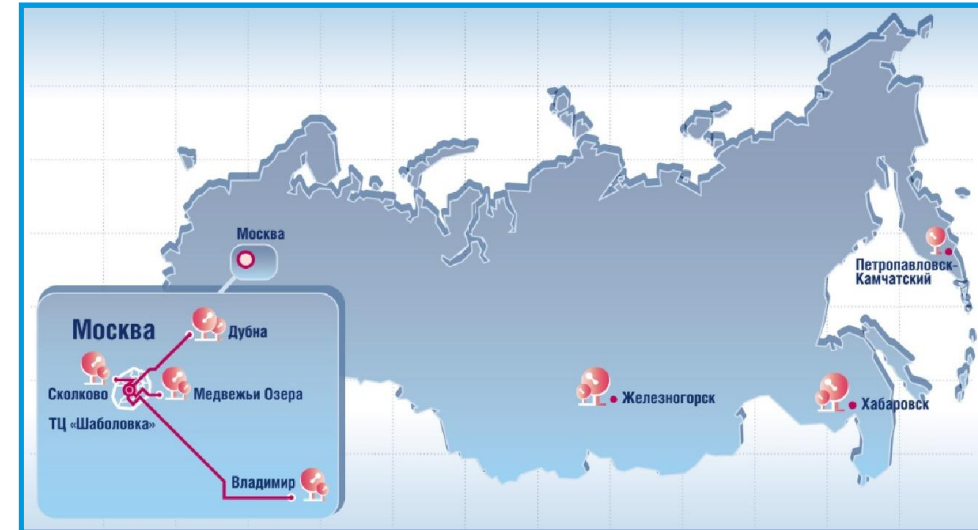 Москва
Петропавловск-
Камчатский
Москва
Дубна
Сколково
Медвежьи Озера
ТЦ «Шаболовка»
Владимир
Железногорск
Хабаровск